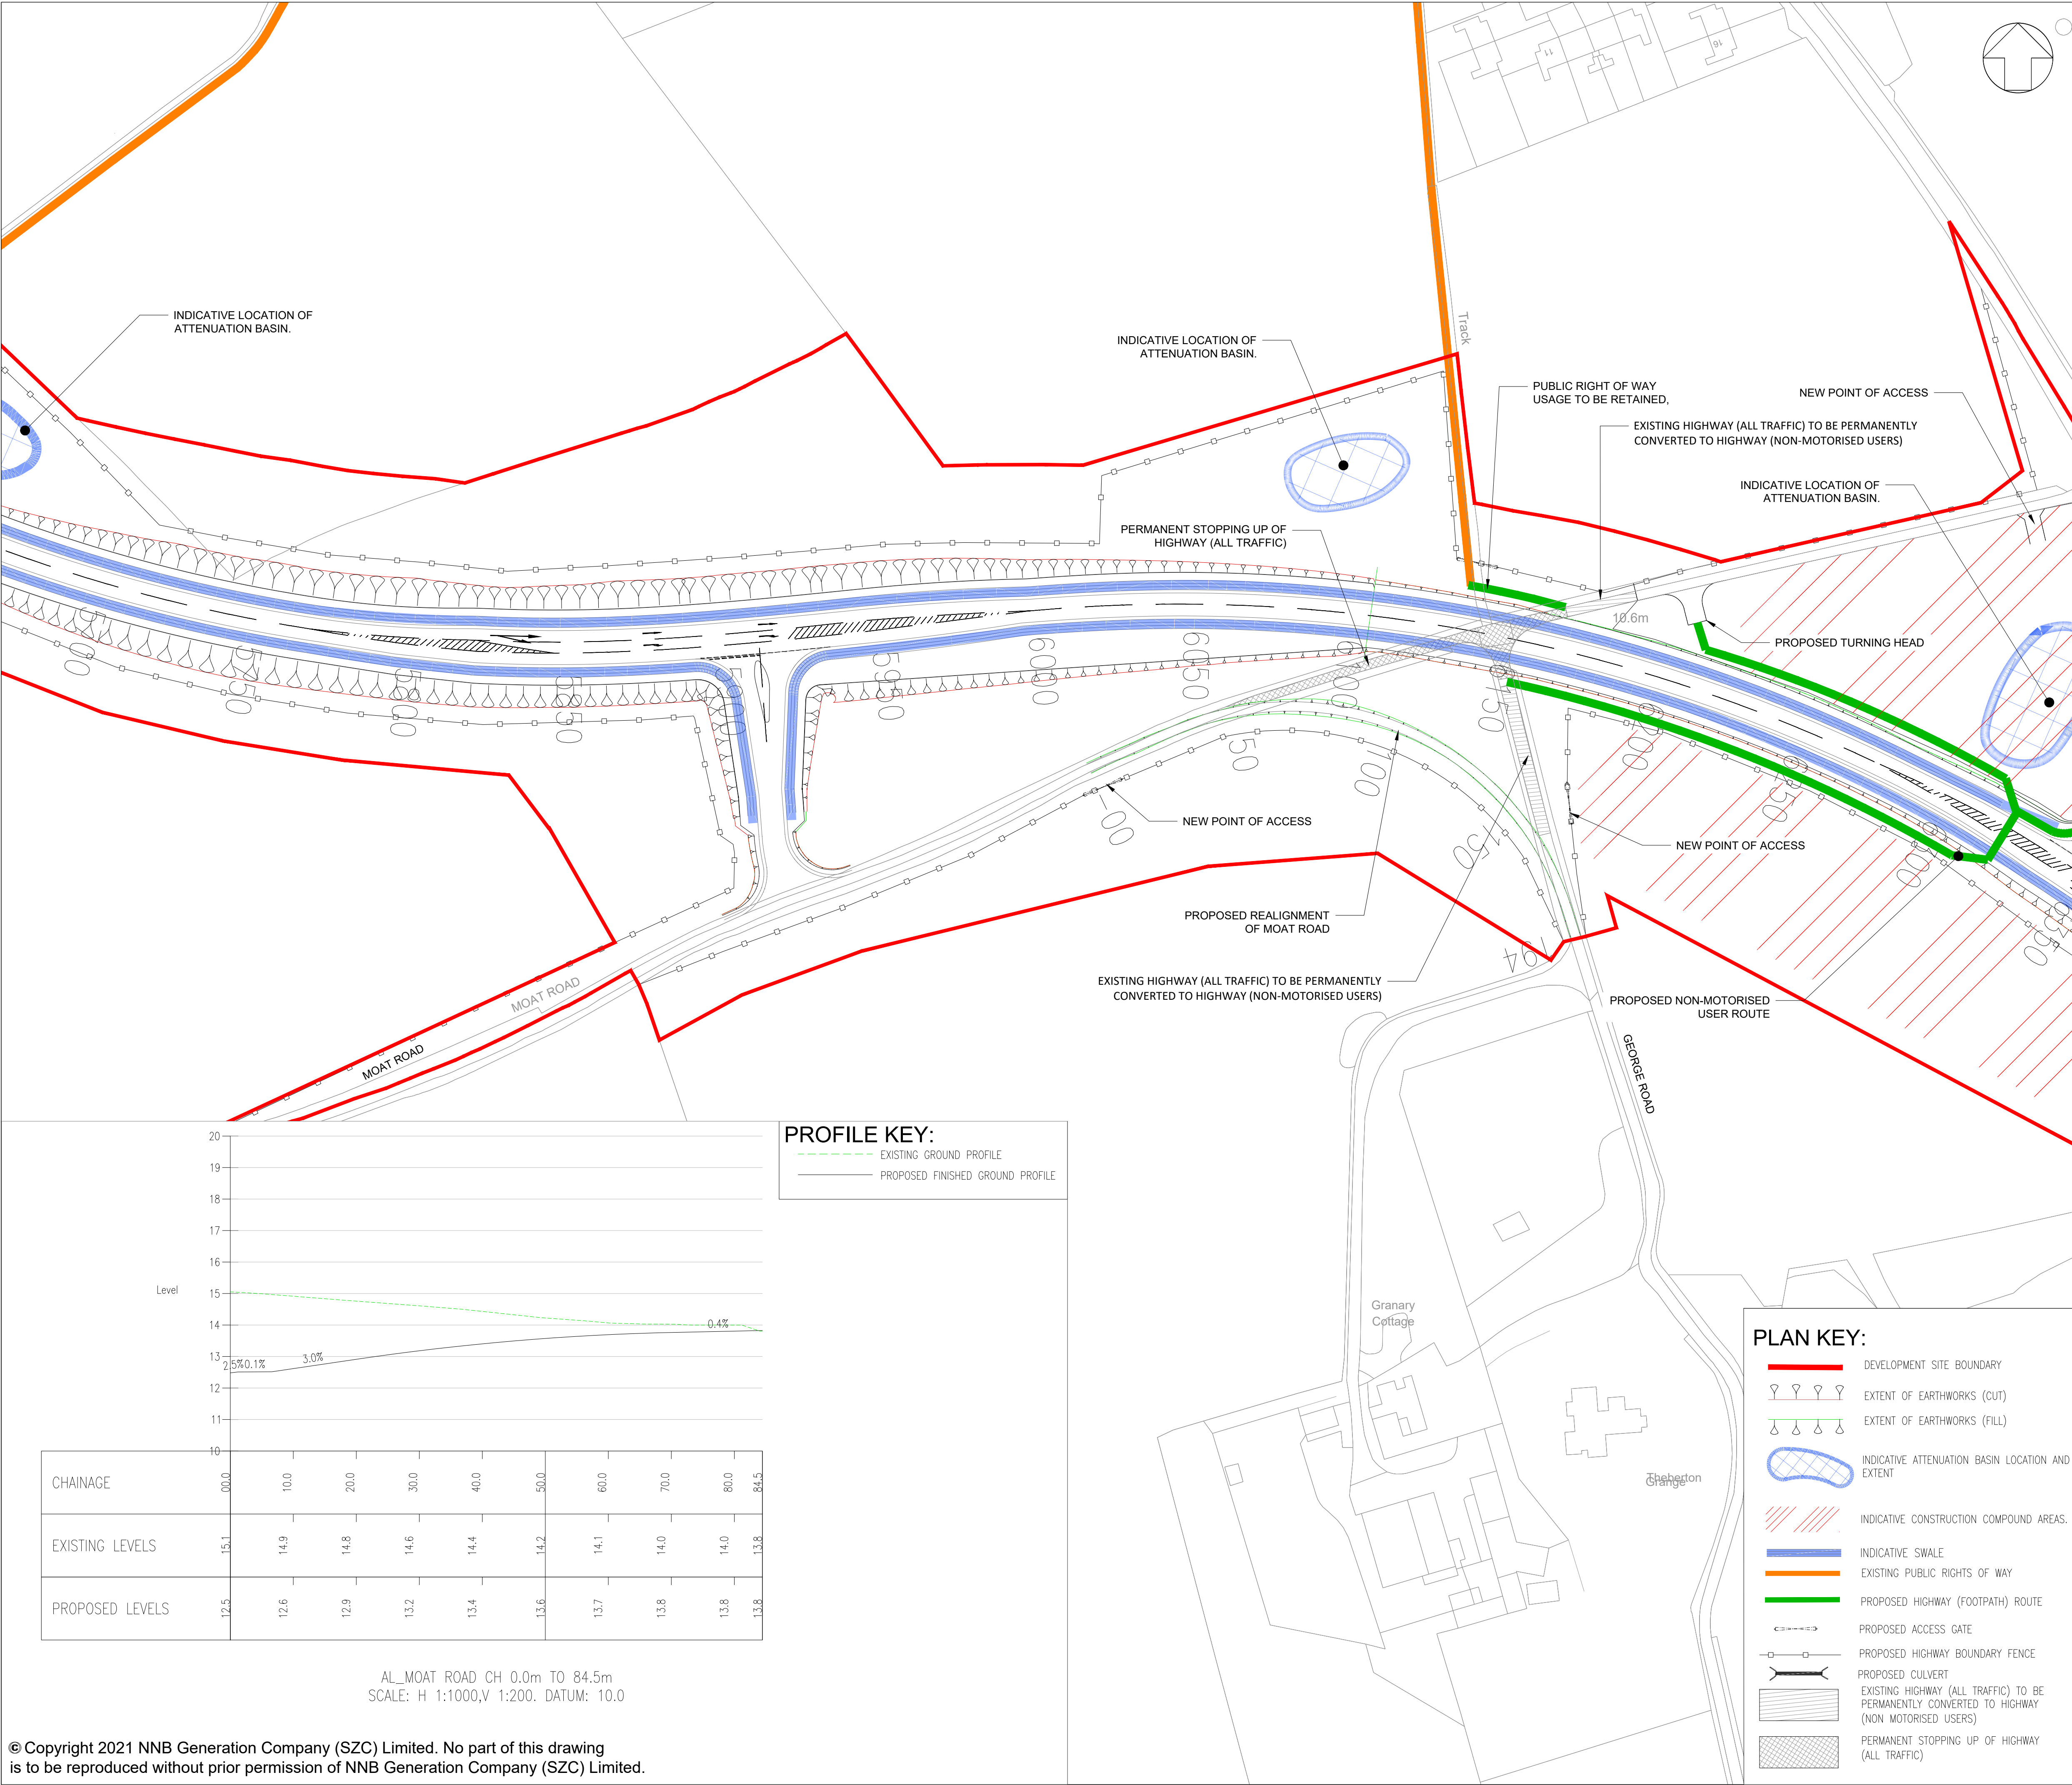 11
16
INDICATIVE LOCATION OF
ATTENUATION BASIN.
INDICATIVE LOCATION OF
ATTENUATION BASIN.
Track
PUBLIC RIGHT OF WAY
USAGE TO BE RETAINED,
NEW POINT OF ACCESS
EXISTING HIGHWAY (ALL TRAFFIC) TO BE PERMANENTLY
CONVERTED TO HIGHWAY (NON-MOTORISED USERS)
INDICATIVE LOCATION OF
ATTENUATION BASIN.
PERMANENT STOPPING UP OF
HIGHWAY (ALL TRAFFIC)
10.6m
PROPOSED TURNING HEAD
NEW POINT OF ACCESS
NEW POINT OF ACCESS
50
100
150
194
PROPOSED REALIGNMENT
OF MOAT ROAD
EXISTING HIGHWAY (ALL TRAFFIC) TO BE PERMANENTLY
CONVERTED TO HIGHWAY (NON-MOTORISED USERS)
PROPOSED NON-MOTORISED
USER ROUTE
MOAT ROAD
MOAT ROAD
GEORGE ROAD
Granary
Cottage
Theberton
Grange
PROFILE KEY:
EXISTING GROUND PROFILE
PROPOSED FINISHED GROUND PROFILE
20
19
18
17
16
Level
15
14
13
12
11
10
2.5% 0.1%
3.0%
0.4%
CHAINAGE 00.0 10.0 20.0 30.0 40.0 50.0 60.0 70.0 80.0 84.5
EXISTING LEVELS 15.1 14.9 14.8 14.6 14.4 14.2 14.1 14.0 14.0 13.8
PROPOSED LEVELS 12.5 12.6 12.9 13.2 13.4 13.6 13.7 13.8 13.8 13.8
AL_MOAT ROAD CH 0.0m TO 84.5m
SCALE: H 1:1000,V 1:200. DATUM: 10.0
© Copyright 2021 NNB Generation Company (SZC) Limited. No part of this drawing
is to be reproduced without prior permission of NNB Generation Company (SZC) Limited.
PLAN KEY:
DEVELOPMENT SITE BOUNDARY
EXTENT OF EARTHWORKS (CUT)
EXTENT OF EARTHWORKS (FILL)
INDICATIVE ATTENUATION BASIN LOCATION AND
EXTENT
INDICATIVE CONSTRUCTION COMPOUND AREAS.
INDICATIVE SWALE
EXISTING PUBLIC RIGHTS OF WAY
PROPOSED HIGHWAY (FOOTPATH) ROUTE
PROPOSED ACCESS GATE
PROPOSED HIGHWAY BOUNDARY FENCE
PROPOSED CULVERT
EXISTING HIGHWAY (ALL TRAFFIC) TO BE
PERMANENTLY CONVERTED TO HIGHWAY
(NON MOTORISED USERS)
PERMANENT STOPPING UP OF HIGHWAY
(ALL TRAFFIC)